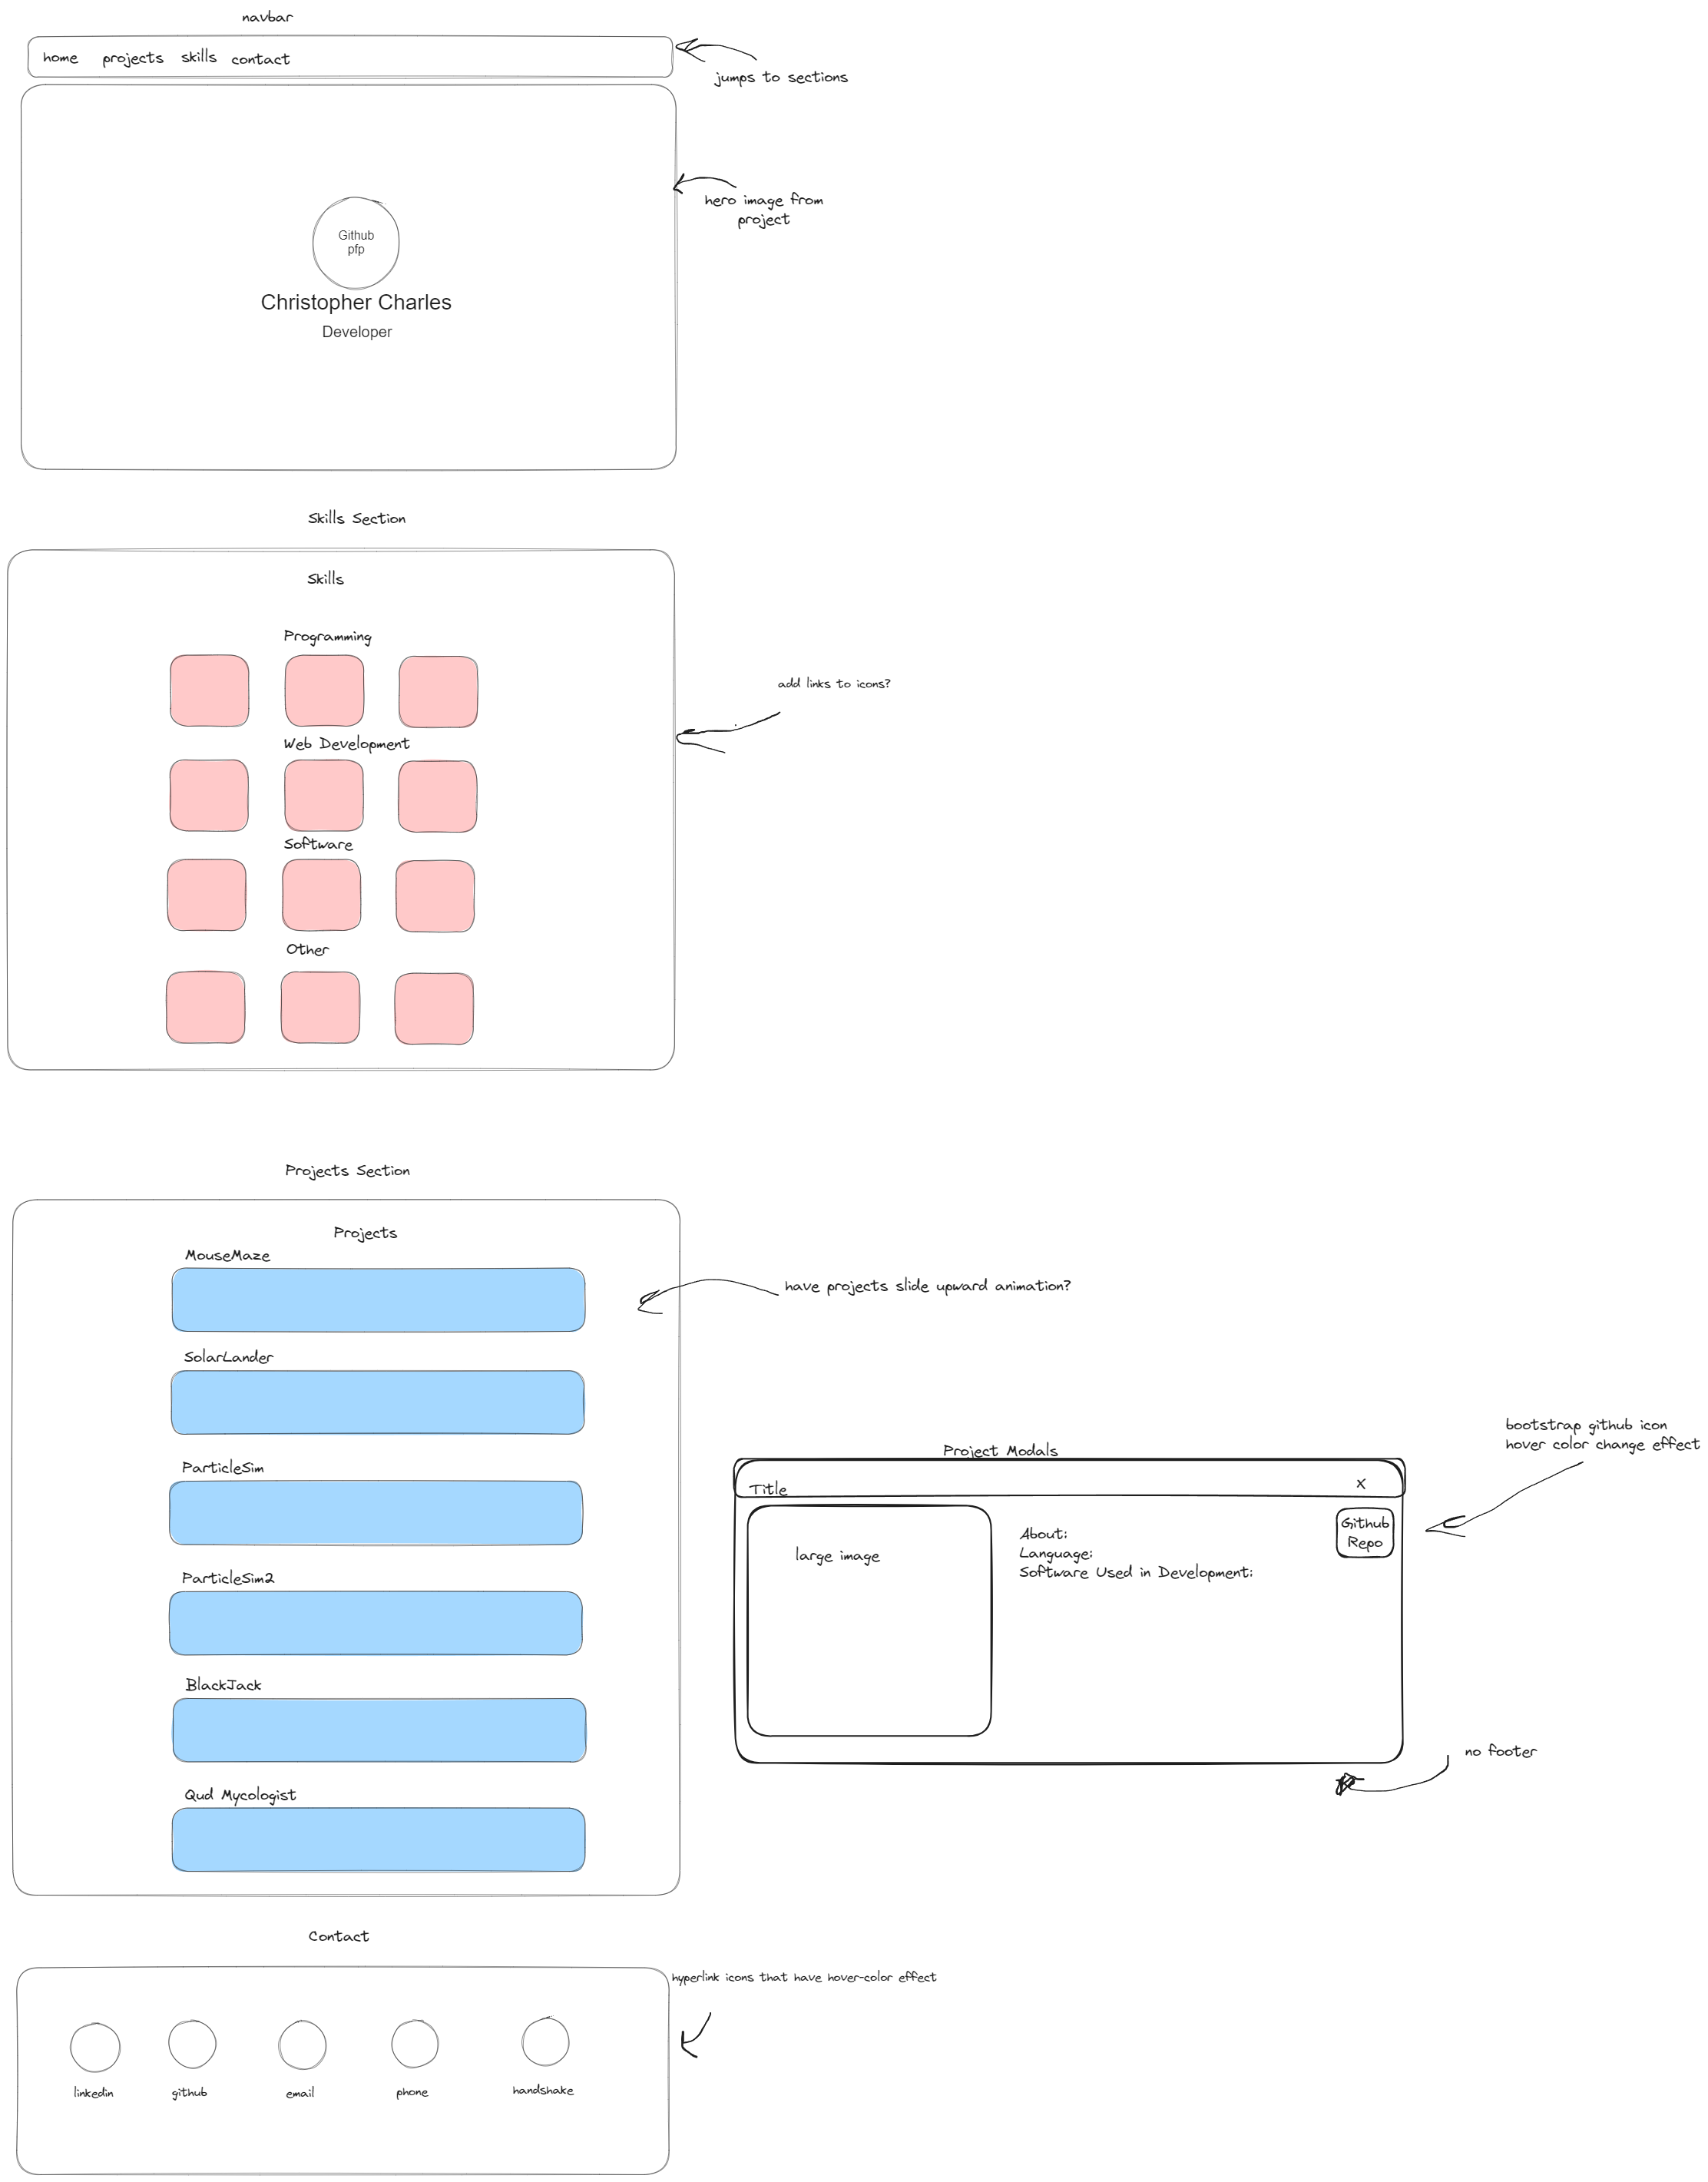 navbar
home projects skills contact
jumps to sections
hero image from
project
Github
pfp
Christopher Charles
Developer
Skills Section
Skills
Programming
add links to icons?
Web Development
Software
Other
Projects Section
Projects
MouseMaze
have projects slide upward animation?
SolarLander
ParticleSim
ParticleSim2
BlackJack
Qud Mycologist
Project Modals
bootstrap github icon
hover color change effect
Title
x
large image
About:
Language:
Software Used in Development:
Github
Repo
no footer
Contact
hyperlink icons that have hover-color effect
linkedin
github
email
phone
handshake